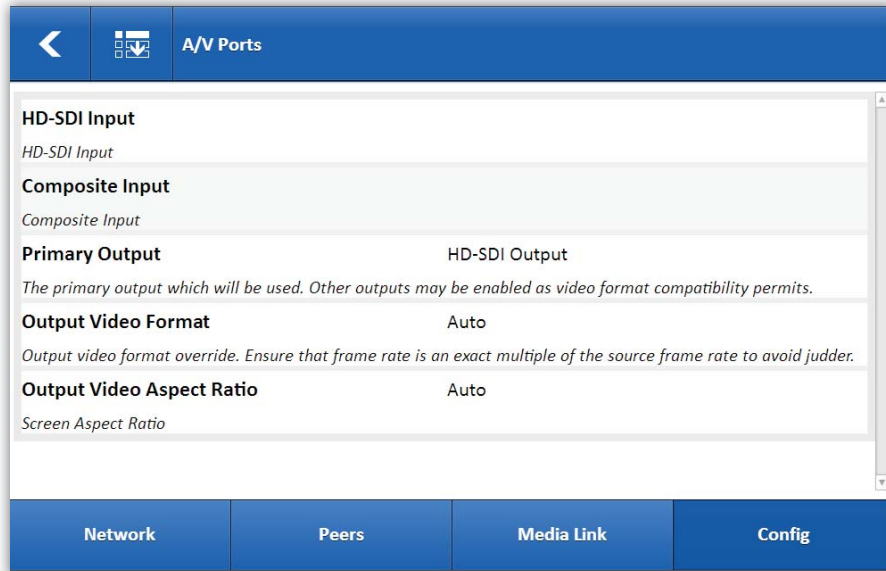 A/V Ports
HD-SDI Input
HD-SDI Input
Composite Input
Composite Input
Primary Output HD-SDI Output
The primary output which will be used. Other outputs may be enabled as video format compatibility permits.
Output Video Format Auto
Output video format override. Ensure that frame rate is an exact multiple of the source frame rate to avoid judder.
Output Video Aspect Ratio Auto
Screen Aspect Ratio
Network Peers Media Link Config